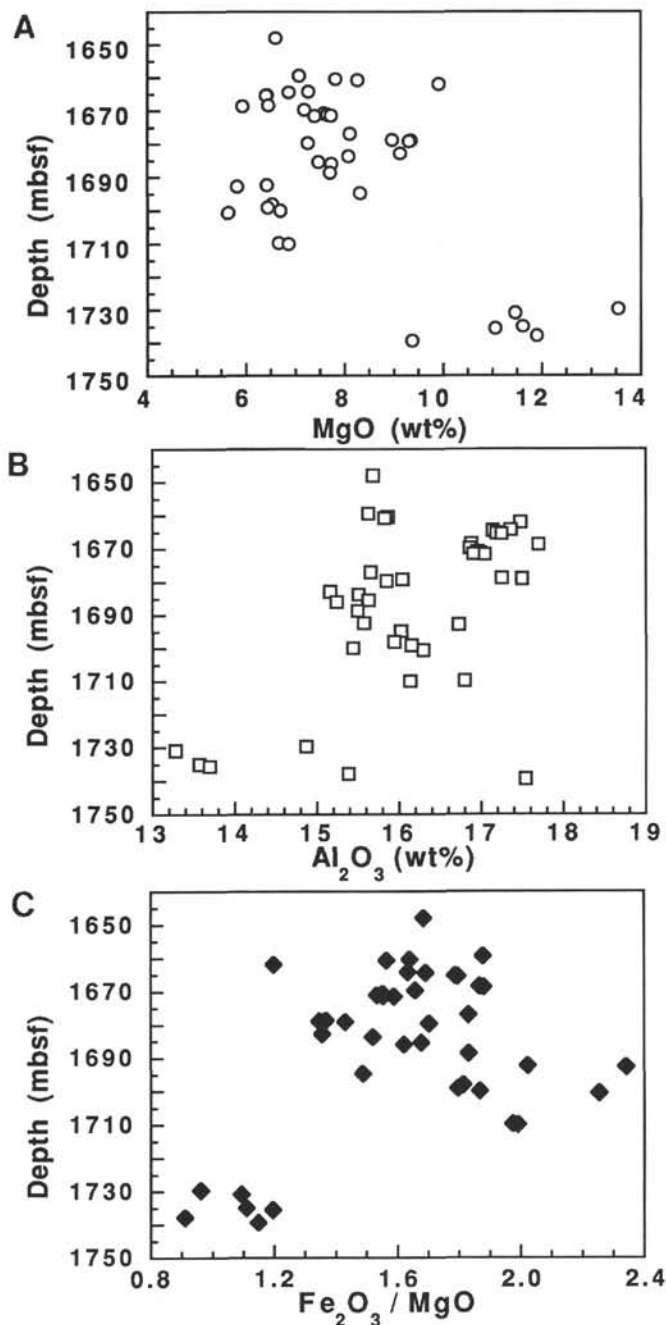 A
Depth (mbsf)
1650
1670
1690
1710
1730
1750
4 6 8 10 12 14
MgO (wt%)
B
Depth (mbsf)
1650
1670
1690
1710
1730
1750
13 14 15 16 17 18 19
Al₂O₃ (wt%)
C
Depth (mbsf)
1650
1670
1690
1710
1730
1750
0.8 1.2 1.6 2.0 2.4
Fe₂O₃ / MgO